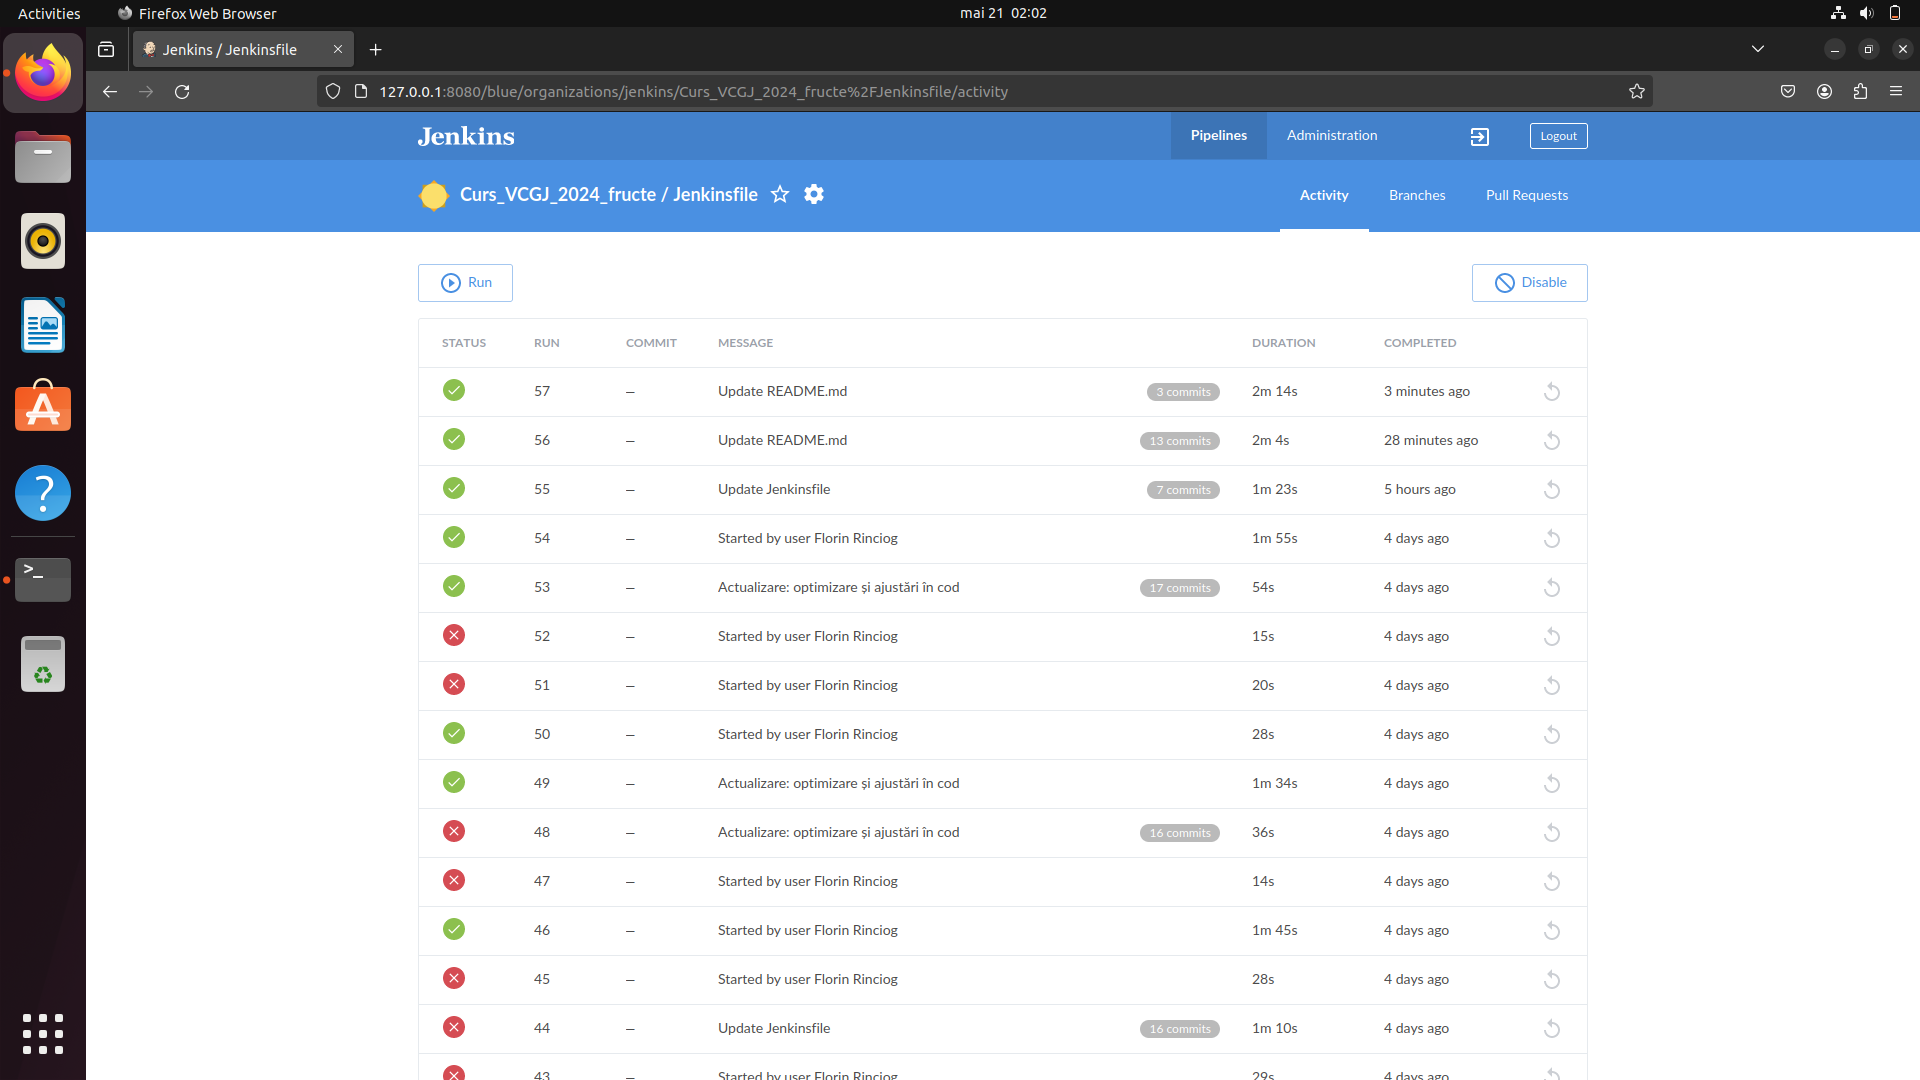 Activities Firefox Web Browser mai 21 02:02
Jenkins / Jenkinsfile
127.0.0.1:8080/blue/organizations/jenkins/Curs_VCGJ_2024_fructe%2FJenkinsfile/activity
Jenkins Pipelines Administration Logout
Curs_VCGJ_2024_fructe / Jenkinsfile Activity Branches Pull Requests
Run Disable
STATUS RUN COMMIT MESSAGE DURATION COMPLETED
57 — Update README.md 3 commits 2m 14s 3 minutes ago
56 — Update README.md 13 commits 2m 4s 28 minutes ago
55 — Update Jenkinsfile 7 commits 1m 23s 5 hours ago
54 — Started by user Florin Rinciog 1m 55s 4 days ago
53 — Actualizare: optimizare și ajustări în cod 17 commits 54s 4 days ago
52 — Started by user Florin Rinciog 15s 4 days ago
51 — Started by user Florin Rinciog 20s 4 days ago
50 — Started by user Florin Rinciog 28s 4 days ago
49 — Actualizare: optimizare și ajustări în cod 1m 34s 4 days ago
48 — Actualizare: optimizare și ajustări în cod 16 commits 36s 4 days ago
47 — Started by user Florin Rinciog 14s 4 days ago
46 — Started by user Florin Rinciog 1m 45s 4 days ago
45 — Started by user Florin Rinciog 28s 4 days ago
44 — Update Jenkinsfile 16 commits 1m 10s 4 days ago
43 — Started by user Florin Rinciog 29s 4 days ago